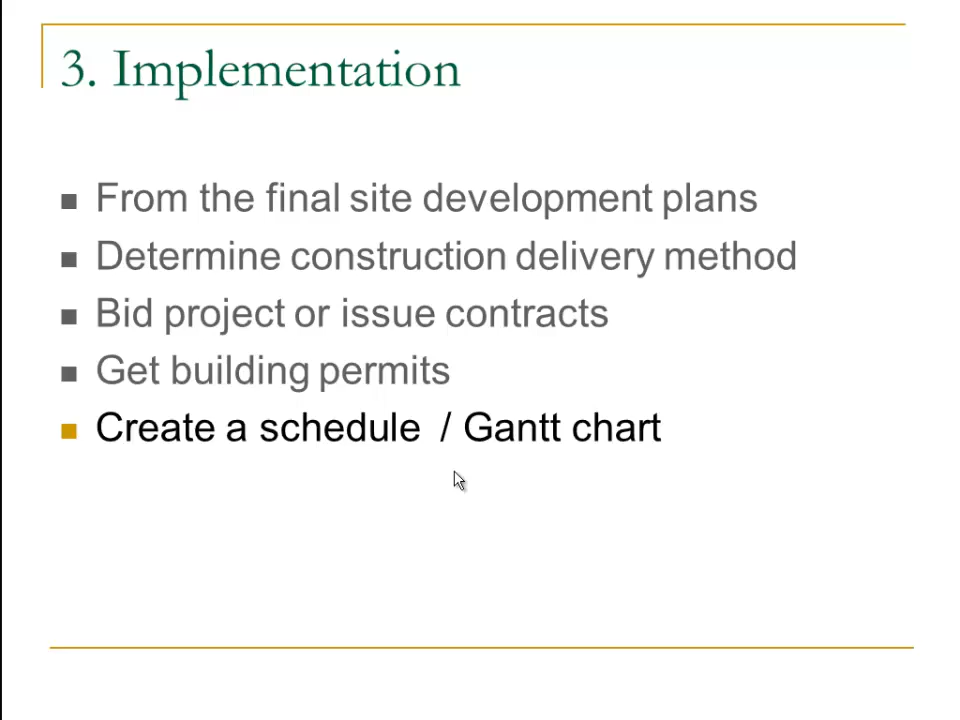 3. Implementation
From the final site development plans
Determine construction delivery method
Bid project or issue contracts
Get building permits
Create a schedule / Gantt chart